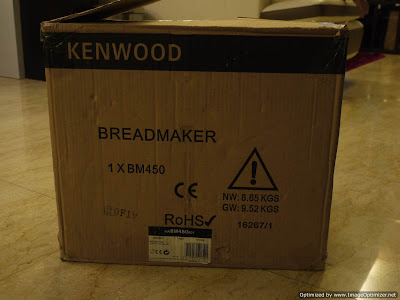 KENWOOD
BREADMAKER
1 X BM450
CE
NW: 8.65 KGS
GW: 9.52 KGS
RoHS✓
16267/1
Optimized by www.ImageOptimizer.net